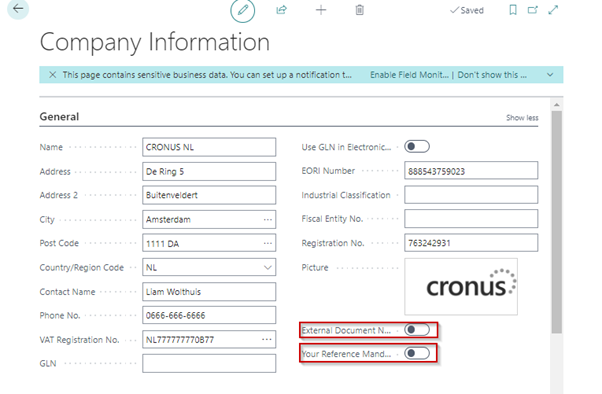 Saved
Company Information
This page contains sensitive business data. You can set up a notification t... Enable Field Monit... | Don't show this ...
General
Show less
Name CRONUS NL
Address De Ring 5
Address 2 Buitenveldert
City Amsterdam
Post Code 1111 DA
Country/Region Code NL
Contact Name Liam Wolthuis
Phone No. 0666-666-6666
VAT Registration No. NL777777770B77
GLN
Use GLN in Electronic...
EORI Number 888543759023
Industrial Classification
Fiscal Entity No.
Registration No. 763242931
Picture cronus
External Document N...
Your Reference Mand...